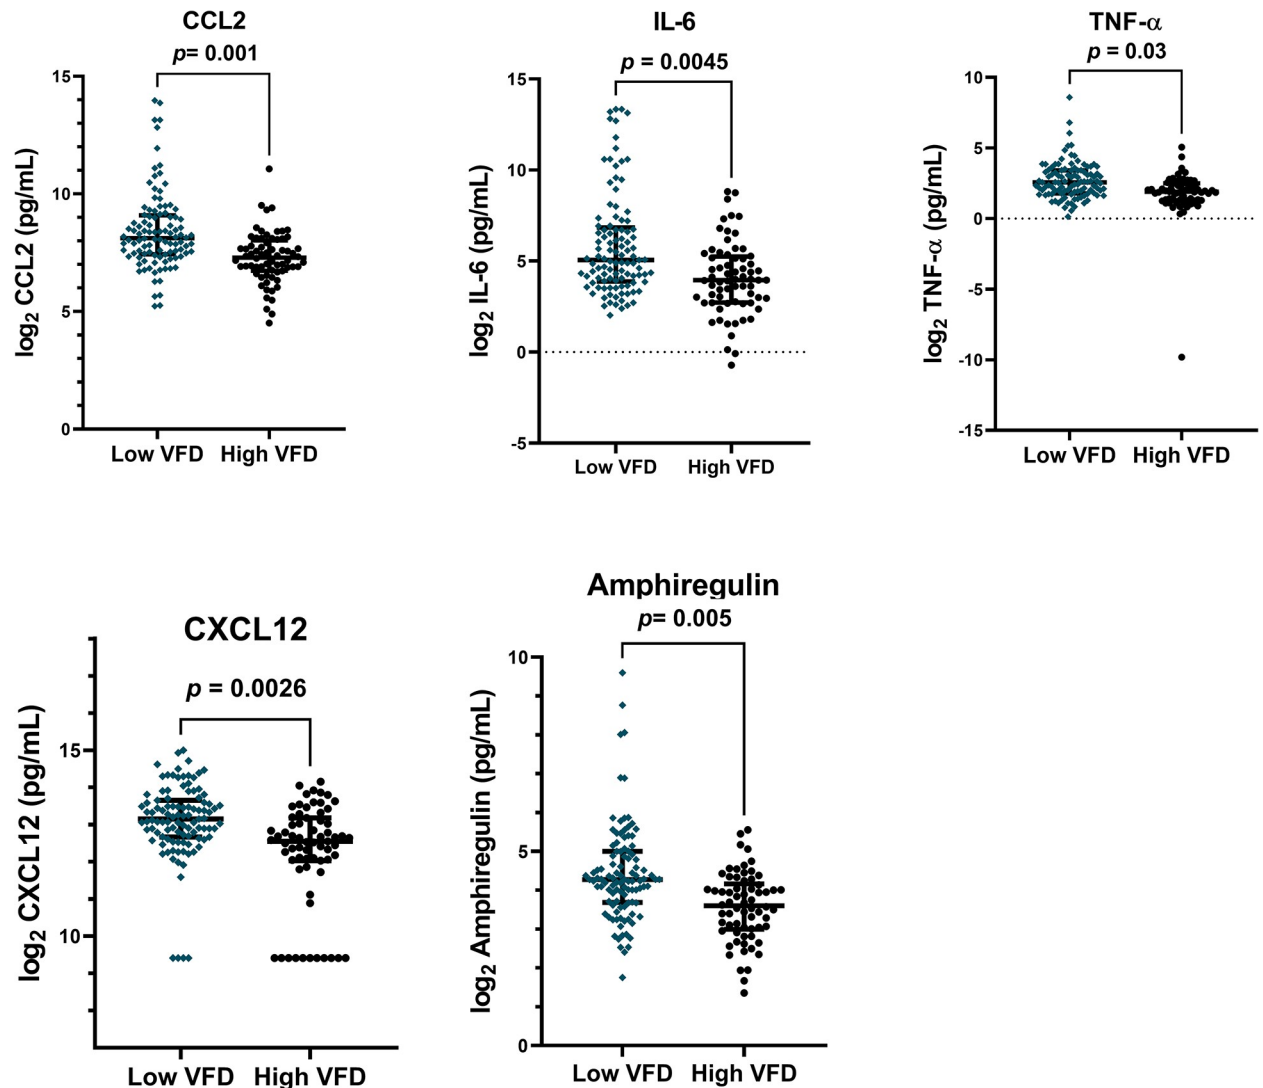 CCL2
p= 0.001
15
10
5
0
log2 CCL2 (pg/mL)
Low VFD High VFD
IL-6
p = 0.0045
15
10
5
0
-5
log2 IL-6 (pg/mL)
Low VFD High VFD
TNF-α
p = 0.03
10
5
0
-5
-10
-15
log2 TNF-α (pg/mL)
Low VFD High VFD
CXCL12
p = 0.0026
15
10
log2 CXCL12 (pg/mL)
Low VFD High VFD
Amphiregulin
p= 0.005
10
5
0
log2 Amphiregulin (pg/mL)
Low VFD High VFD